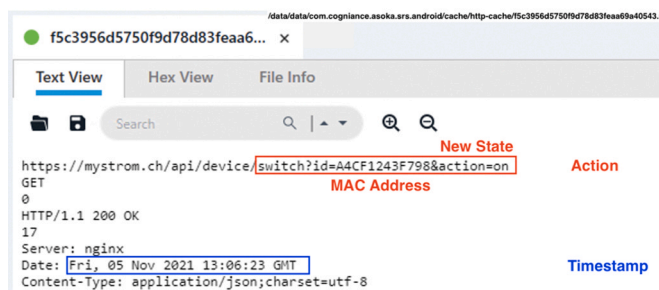 /data/data/com.cogniance.asoka.srs.android/cache/http-cache/f5c3956d5750f9d78d83feaa69a40543.
f5c3956d5750f9d78d83feaa6... ×
Text View Hex View File Info
Search
New State
https://mystrom.ch/api/device/switch?id=A4CF1243F798&action=on Action
MAC Address
GET
0
HTTP/1.1 200 OK
17
Server: nginx
Date: Fri, 05 Nov 2021 13:06:23 GMT Timestamp
Content-Type: application/json;charset=utf-8